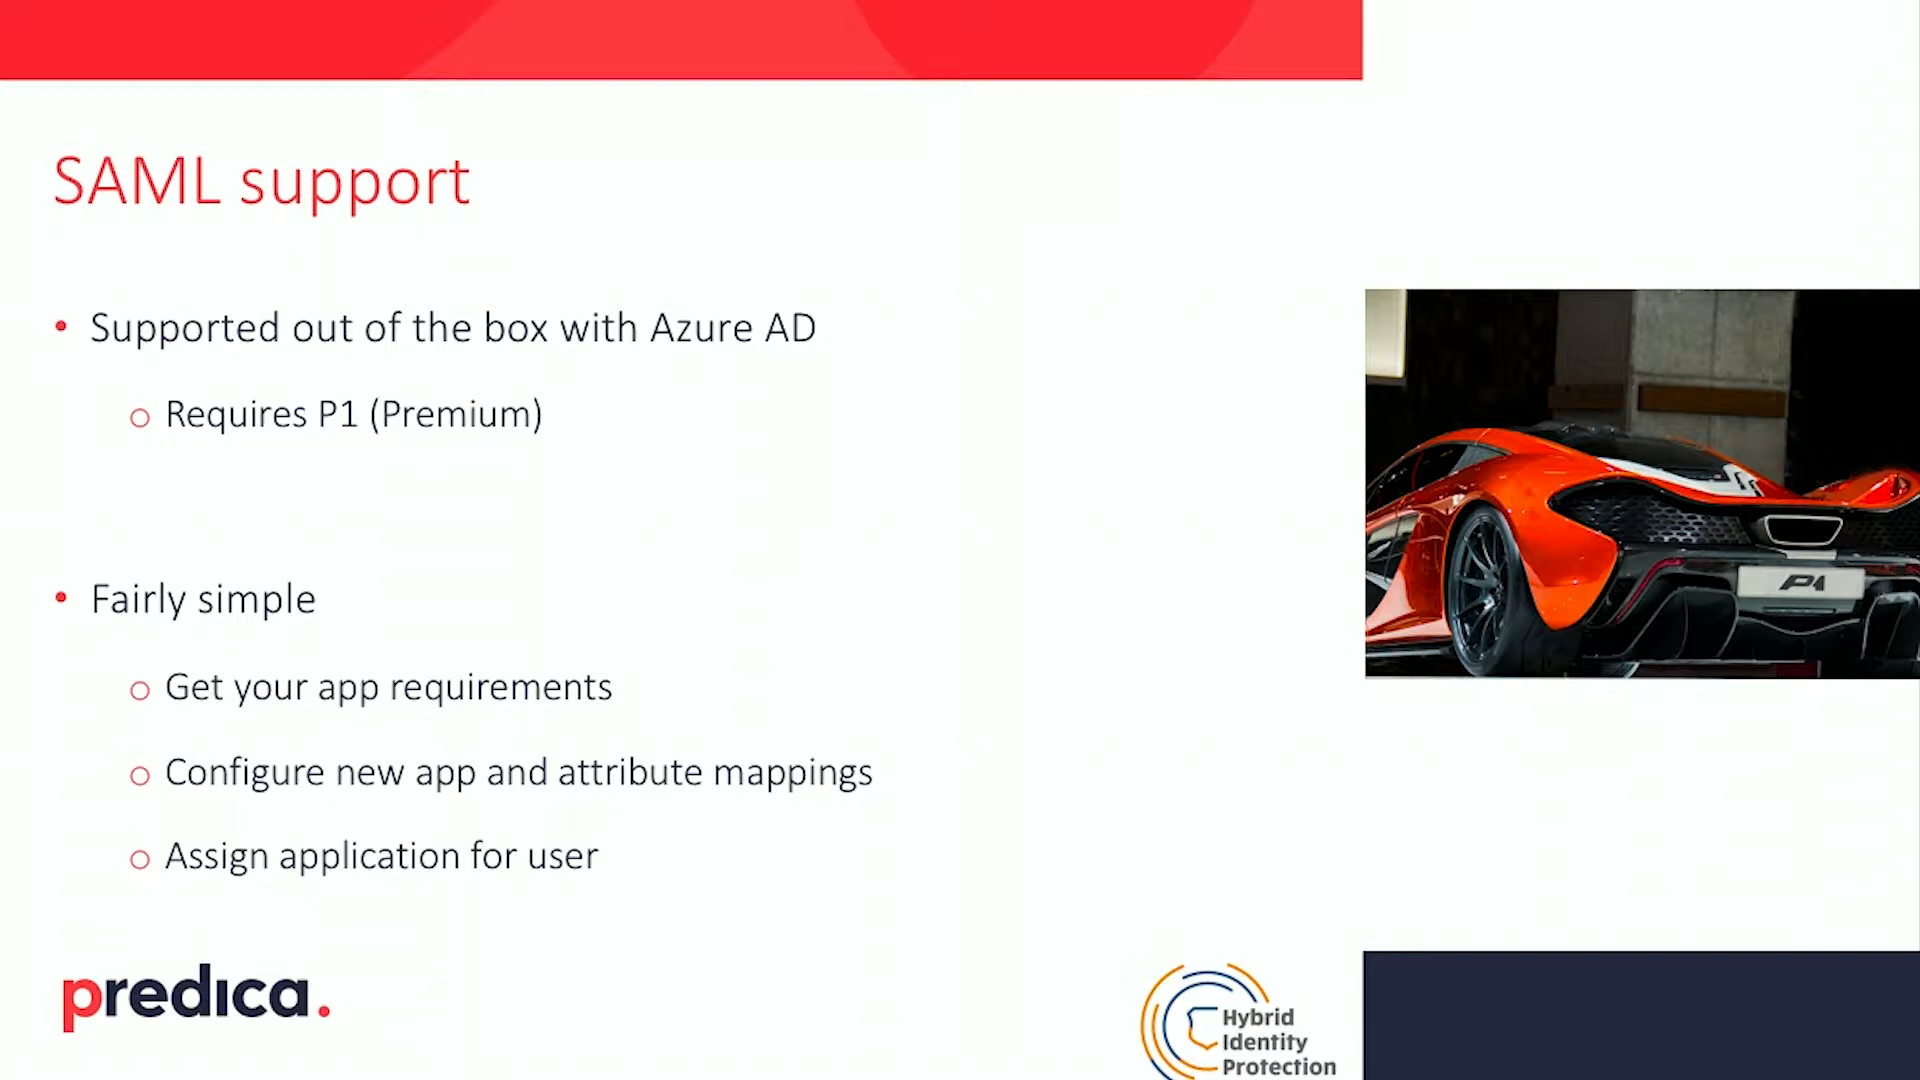 SAML support
• Supported out of the box with Azure AD
o Requires P1 (Premium)
• Fairly simple
o Get your app requirements
o Configure new app and attribute mappings
o Assign application for user
P1
predica.
Hybrid
Identity
Protection